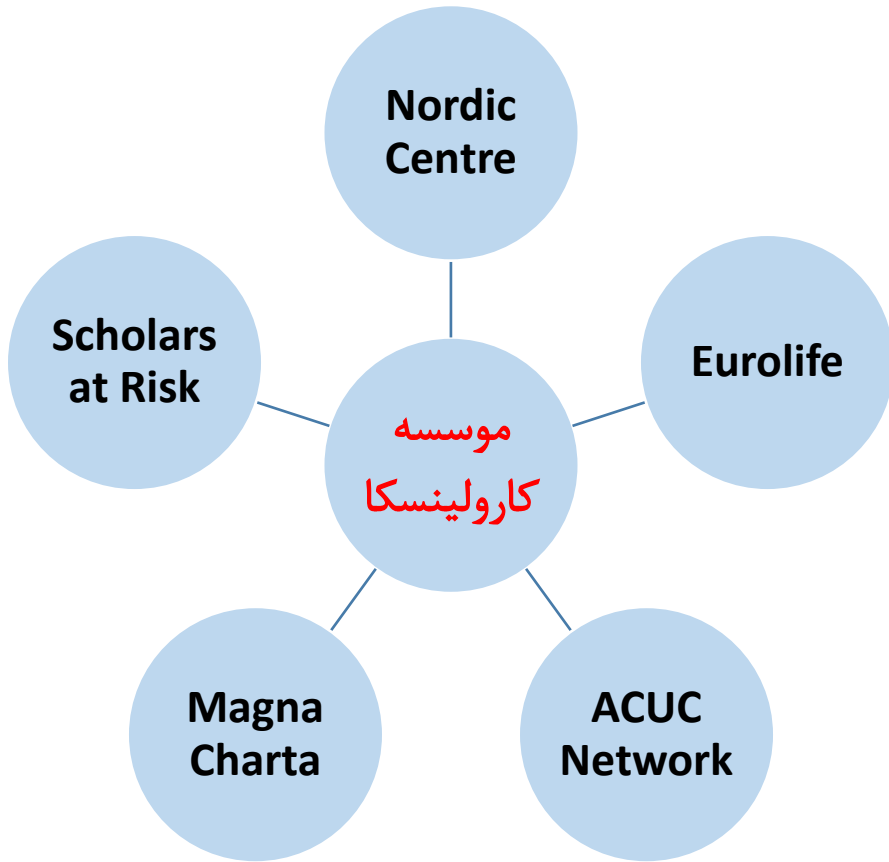 Nordic
Centre
Scholars
at Risk
Eurolife
موسسه
کارولینسکا
Magna
Charta
ACUC
Network